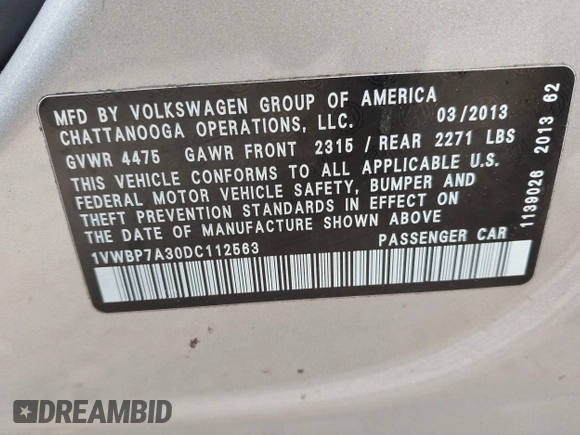 MFD BY VOLKSWAGEN GROUP OF AMERICA
CHATTANOOGA OPERATIONS, LLC. 03/2013
GVWR 4475 GAWR FRONT 2315 / REAR 2271 LBS
THIS VEHICLE CONFORMS TO ALL APPLICABLE U.S.
FEDERAL MOTOR VEHICLE SAFETY, BUMPER AND
THEFT PREVENTION STANDARDS IN EFFECT ON
THE DATE OF MANUFACTURE SHOWN ABOVE
1VWBP7A30DC112563 PASSENGER CAR
1139026 2013 62
DREAMBID